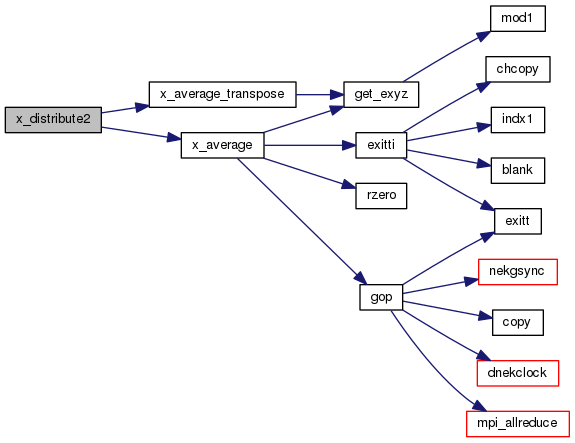 x_distribute2
x_average_transpose
x_average
get_exyz
exitti
rzero
gop
mod1
chcopy
indx1
blank
exitt
nekgsync
copy
dnekclock
mpi_allreduce